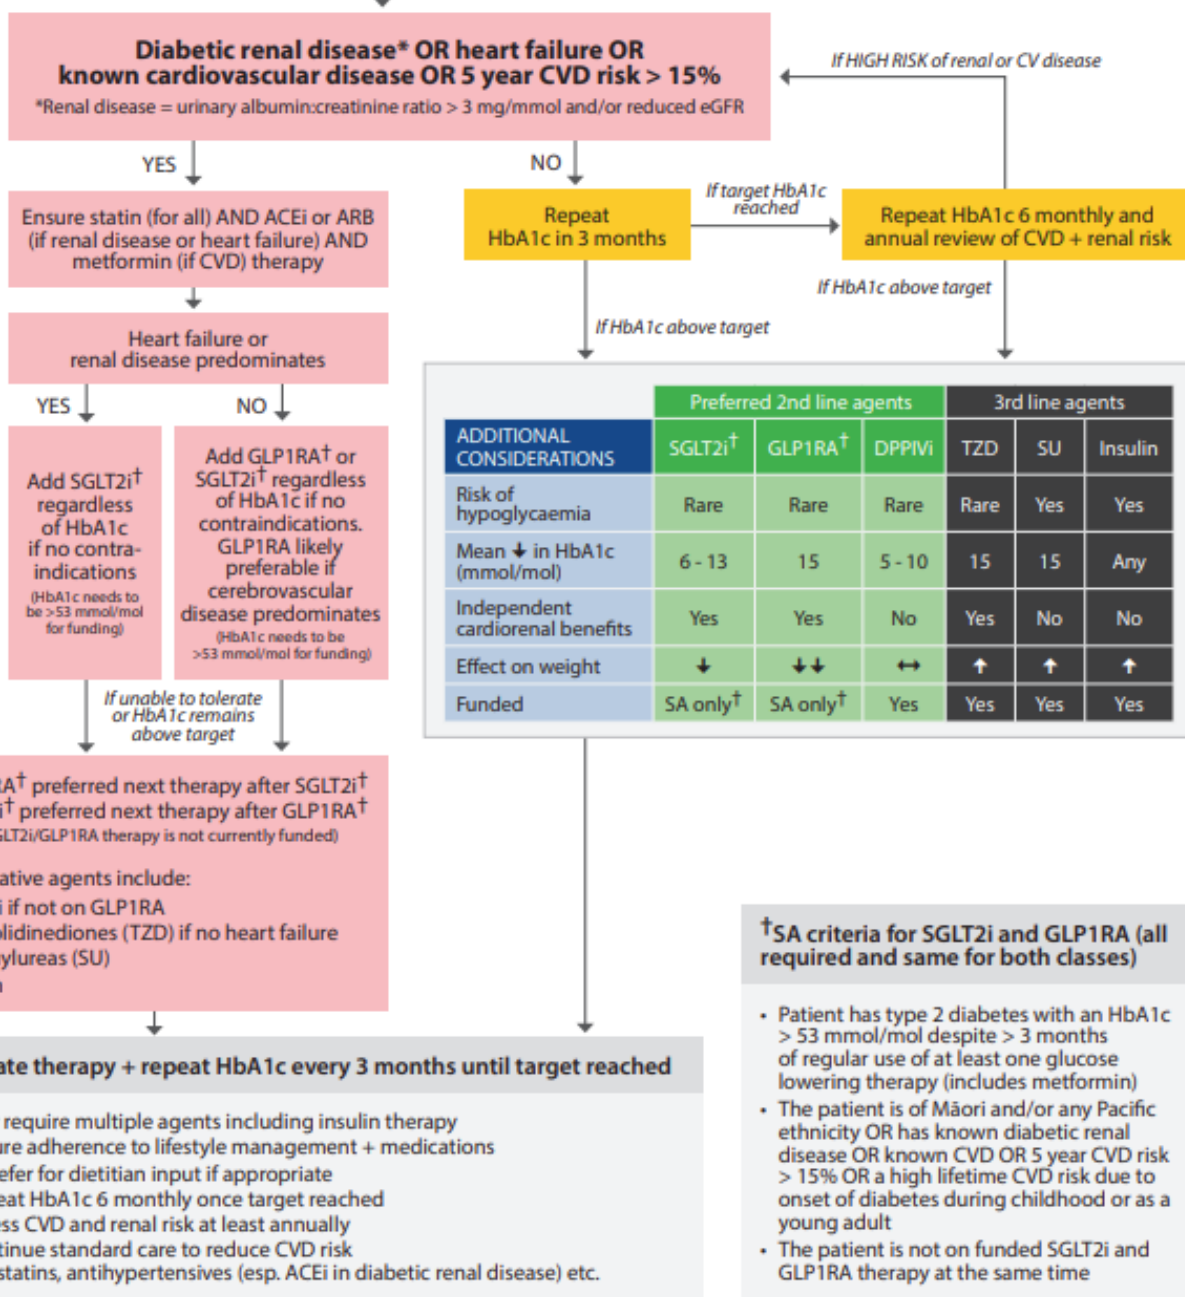 Diabetic renal disease* OR heart failure OR
known cardiovascular disease OR 5 year CVD risk > 15%
*Renal disease = urinary albumin:creatinine ratio > 3 mg/mmol and/or reduced eGFR
If HIGH RISK of renal or CV disease
YES
NO
Ensure statin (for all) AND ACEi or ARB
(if renal disease or heart failure) AND
metformin (if CVD) therapy
Repeat
HbA1c in 3 months
If target HbA1c
reached
Repeat HbA1c 6 monthly and
annual review of CVD + renal risk
If HbA1c above target
If HbA1c above target
Heart failure or
renal disease predominates
YES
NO
Add SGLT2i†
regardless
of HbA1c
if no contra-
indications
(HbA1c needs to
be >53 mmol/mol
for funding)
Add GLP1RA† or
SGLT2i† regardless
of HbA1c if no
contraindications.
GLP1RA likely
preferable if
cerebrovascular
disease predominates
(HbA1c needs to be
>53 mmol/mol for funding)
Preferred 2nd line agents
3rd line agents
ADDITIONAL
CONSIDERATIONS
SGLT2i† GLP1RA† DPPIVi TZD SU Insulin
Risk of
hypoglycaemia
Rare Rare Rare Rare Yes Yes
Mean ↓ in HbA1c
(mmol/mol)
6 - 13 15 5 - 10 15 15 Any
Independent
cardiorenal benefits
Yes Yes No Yes No No
Effect on weight ↓ ↓↓ ↔ ↑ ↑ ↑
Funded SA only† SA only† Yes Yes Yes Yes
If unable to tolerate
or HbA1c remains
above target
RA† preferred next therapy after SGLT2i†
i† preferred next therapy after GLP1RA†
GLT2i/GLP1RA therapy is not currently funded)
ative agents include:
i if not on GLP1RA
lidinediones (TZD) if no heart failure
ylureas (SU)
ate therapy + repeat HbA1c every 3 months until target reached
require multiple agents including insulin therapy
ure adherence to lifestyle management + medications
efer for dietitian input if appropriate
eat HbA1c 6 monthly once target reached
ess CVD and renal risk at least annually
tinue standard care to reduce CVD risk
statins, antihypertensives (esp. ACEi in diabetic renal disease) etc.
†SA criteria for SGLT2i and GLP1RA (all
required and same for both classes)
• Patient has type 2 diabetes with an HbA1c
> 53 mmol/mol despite > 3 months
of regular use of at least one glucose
lowering therapy (includes metformin)
• The patient is of Māori and/or any Pacific
ethnicity OR has known diabetic renal
disease OR known CVD OR 5 year CVD risk
> 15% OR a high lifetime CVD risk due to
onset of diabetes during childhood or as a
young adult
• The patient is not on funded SGLT2i and
GLP1RA therapy at the same time